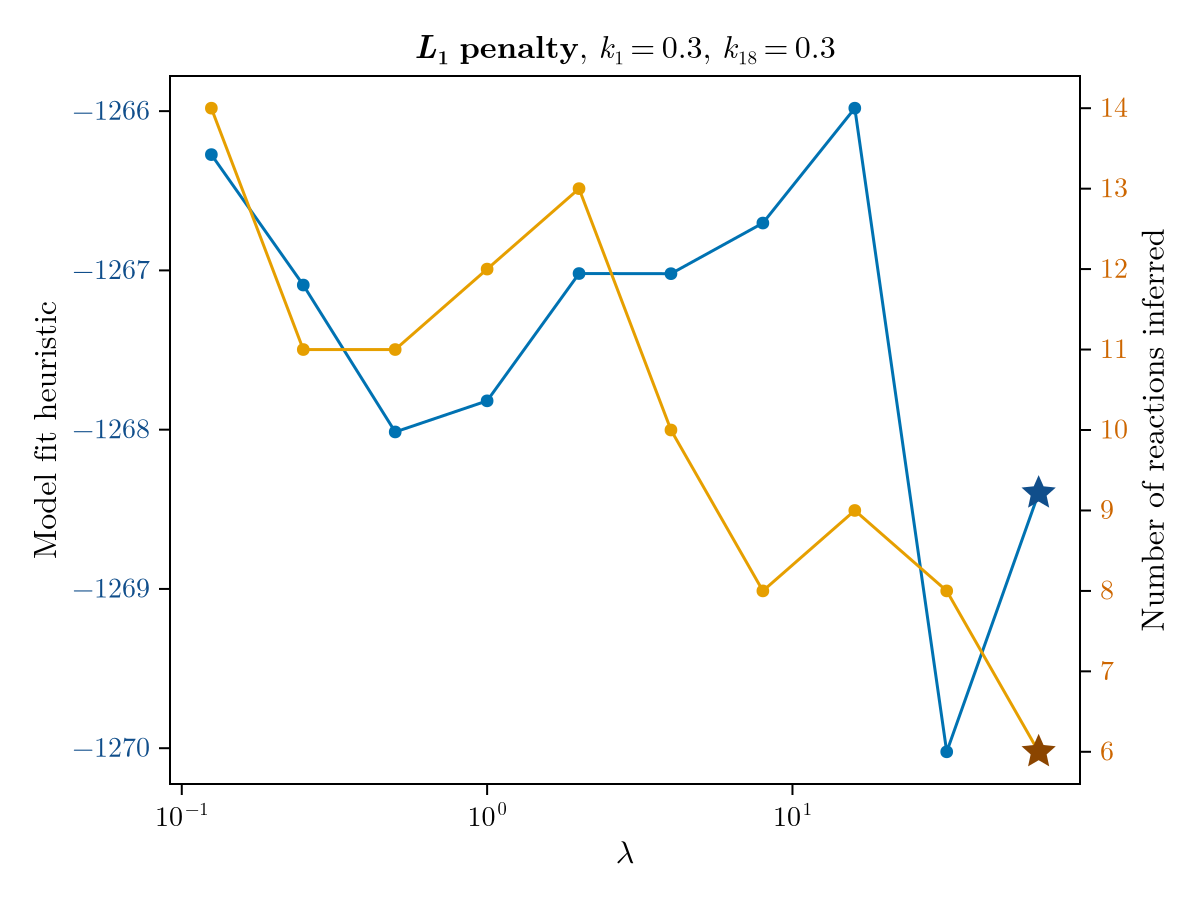 L₁ penalty, k₁ = 0.3, k₁₈ = 0.3
Model fit heuristic
−1266
−1267
−1268
−1269
−1270
14
13
12
11
10
9
8
7
6
Number of reactions inferred
10⁻¹ 10⁰ 10¹
λ